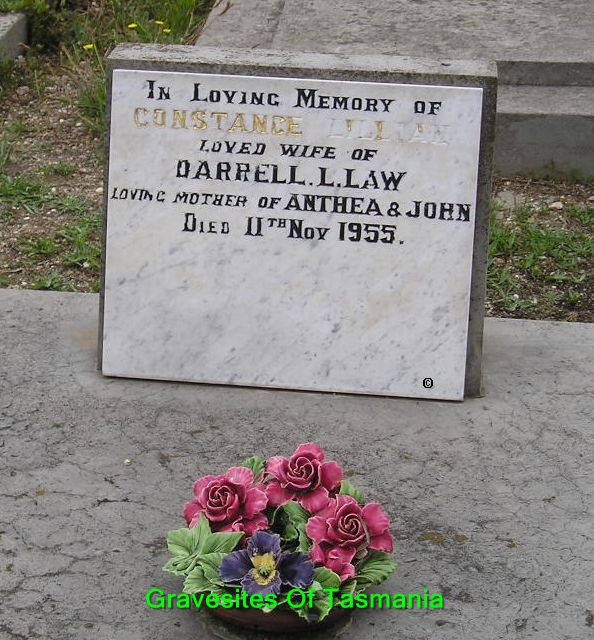 In Loving Memory of
CONSTANCE LILLIAN
LOVED WIFE OF
DARRELL.L.LAW
LOVING MOTHER OF ANTHEA & JOHN
Died 11TH Nov 1955.
©
Gravesites Of Tasmania